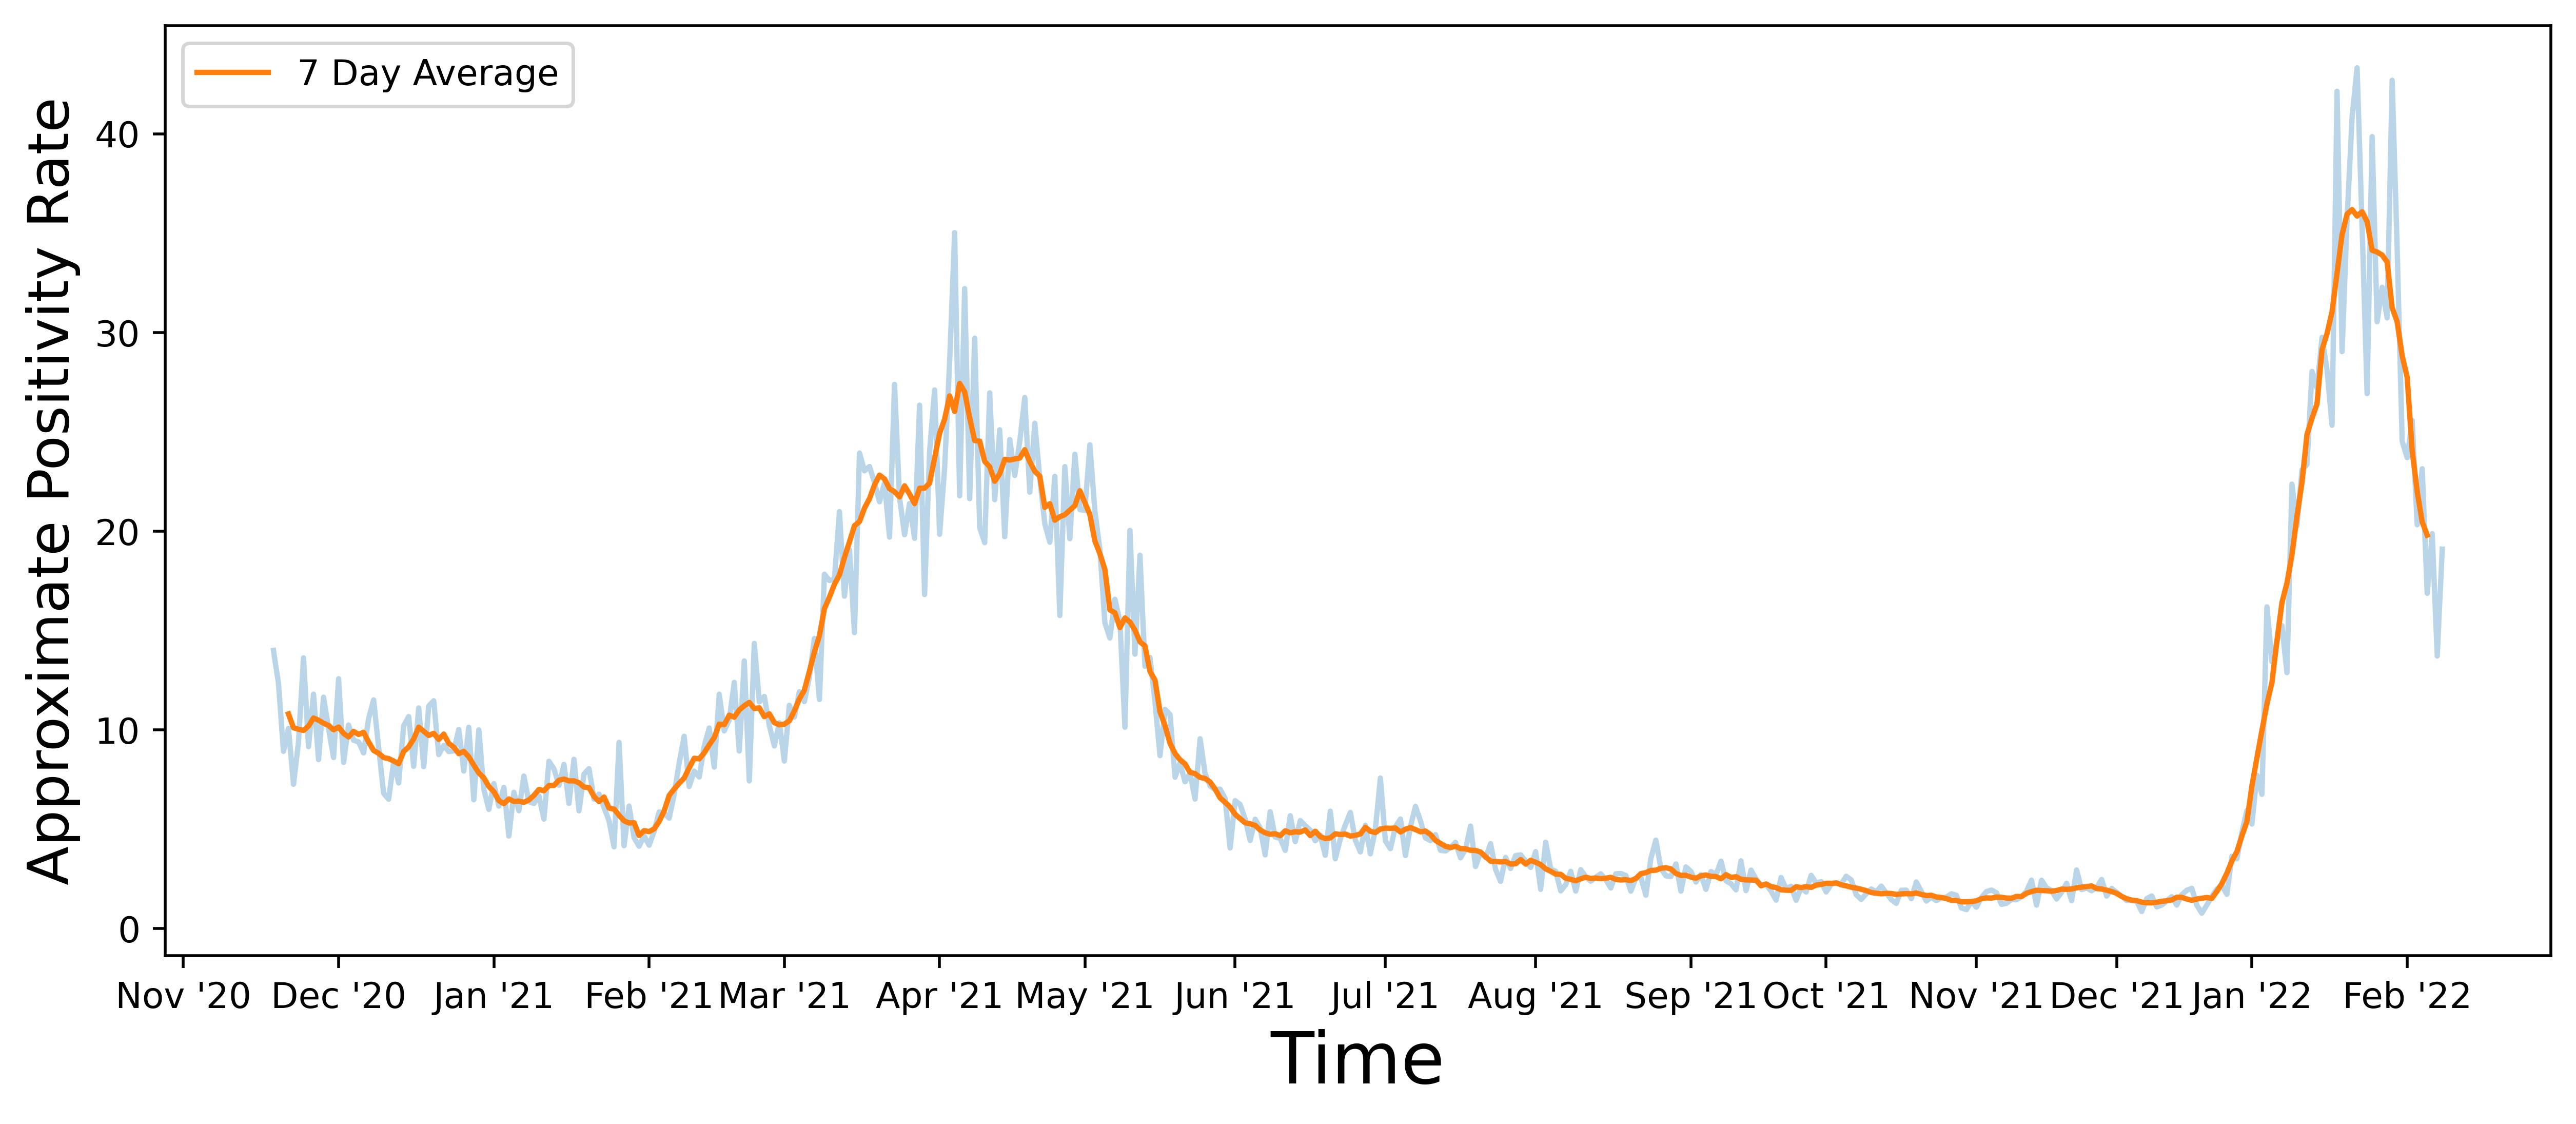 7 Day Average
Approximate Positivity Rate
40
30
20
10
0
Nov '20 Dec '20 Jan '21 Feb '21 Mar '21 Apr '21 May '21 Jun '21 Jul '21 Aug '21 Sep '21 Oct '21 Nov '21 Dec '21 Jan '22 Feb '22
Time